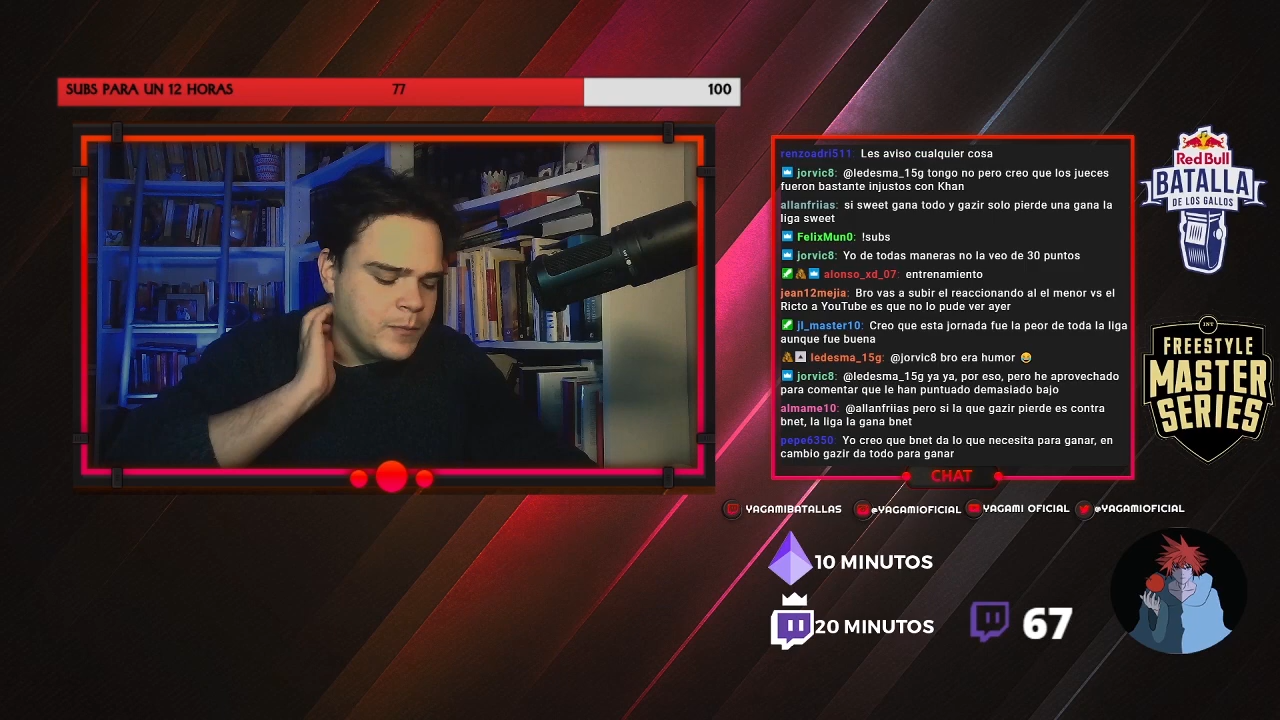 SUBS PARA UN 12 HORAS 77 100
renzoadri511: Les aviso cualquier cosa
jorvic8: @ledesma_15g tongo no pero creo que los jueces
fueron bastante injustos con Khan
allanfriias: si sweet gana todo y gazir solo pierde una gana la
liga sweet
FelixMun0: !subs
jorvic8: Yo de todas maneras no la veo de 30 puntos
alonso_xd_07: entrenamiento
jean12mejia: Bro vas a subir el reaccionando al el menor vs el
Ricto a YouTube es que no lo pude ver ayer
jl_master10: Creo que esta jornada fue la peor de toda la liga
aunque fue buena
ledesma_15g: @jorvic8 bro era humor 😂
jorvic8: @ledesma_15g ya ya, por eso, pero he aprovechado
para comentar que le han puntuado demasiado bajo
almame10: @allanfriias pero si la que gazir pierde es contra
bnet, la liga la gana bnet
pepe6350: Yo creo que bnet da lo que necesita para ganar, en
cambio gazir da todo para ganar
CHAT
Red Bull
BATALLA
DE LOS GALLOS
INT
FREESTYLE
MASTER
SERIES
YAGAMIBATALLAS @YAGAMIOFICIAL YAGAMI OFICIAL @YAGAMIOFICIAL
10 MINUTOS
20 MINUTOS
67